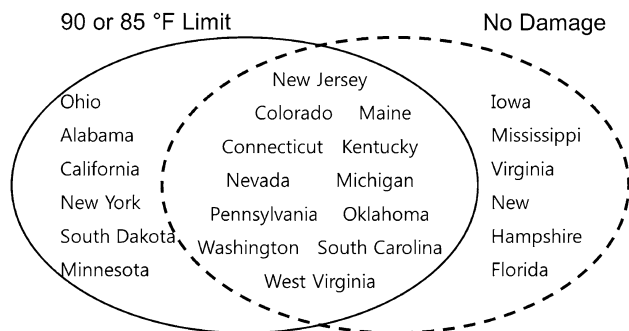 90 or 85 °F Limit
No Damage
New Jersey
Ohio
Iowa
Colorado Maine
Alabama
Mississippi
Connecticut Kentucky
California
Virginia
Nevada Michigan
New York
New
Pennsylvania Oklahoma
South Dakota
Hampshire
Washington South Carolina
Minnesota
Florida
West Virginia